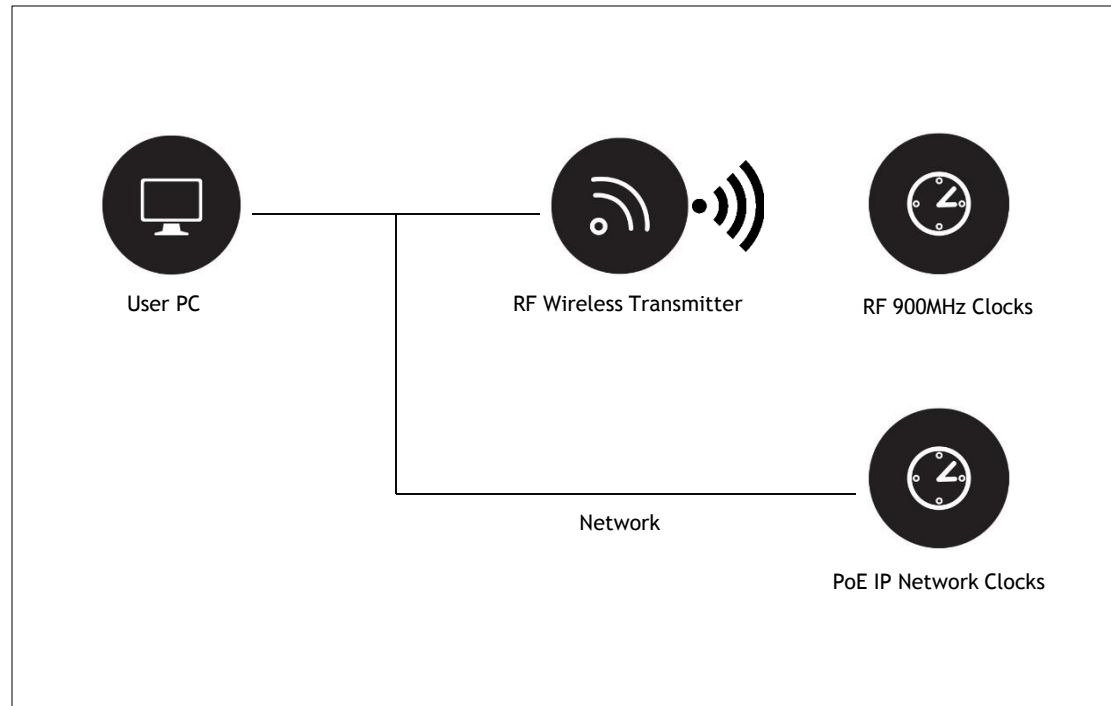 User PC
RF Wireless Transmitter
RF 900MHz Clocks
Network
PoE IP Network Clocks